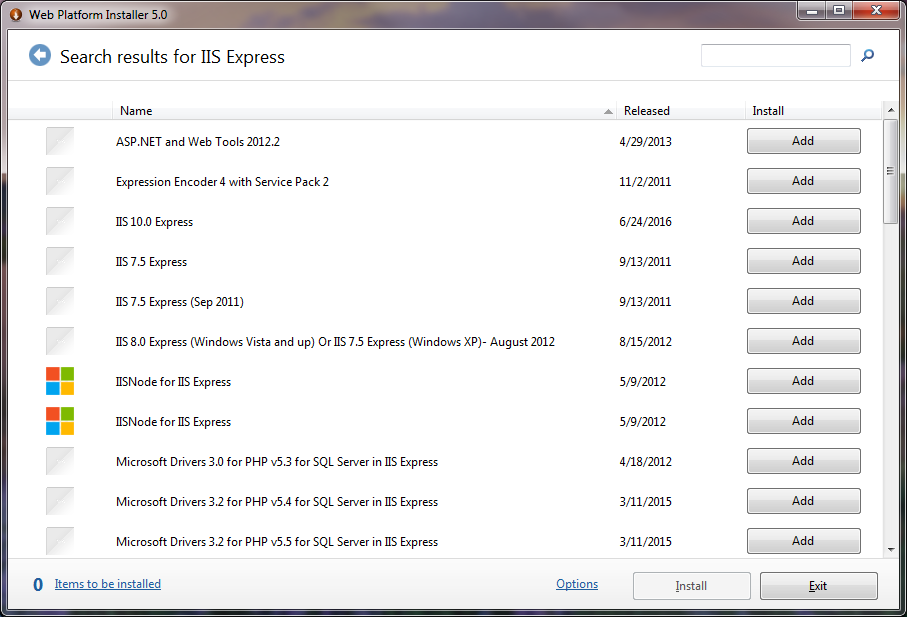 Web Platform Installer 5.0
Search results for IIS Express
Name Released Install
ASP.NET and Web Tools 2012.2 4/29/2013 Add
Expression Encoder 4 with Service Pack 2 11/2/2011 Add
IIS 10.0 Express 6/24/2016 Add
IIS 7.5 Express 9/13/2011 Add
IIS 7.5 Express (Sep 2011) 9/13/2011 Add
IIS 8.0 Express (Windows Vista and up) Or IIS 7.5 Express (Windows XP)- August 2012 8/15/2012 Add
IISNode for IIS Express 5/9/2012 Add
IISNode for IIS Express 5/9/2012 Add
Microsoft Drivers 3.0 for PHP v5.3 for SQL Server in IIS Express 4/18/2012 Add
Microsoft Drivers 3.2 for PHP v5.4 for SQL Server in IIS Express 3/11/2015 Add
Microsoft Drivers 3.2 for PHP v5.5 for SQL Server in IIS Express 3/11/2015 Add
0 Items to be installed Options Install Exit